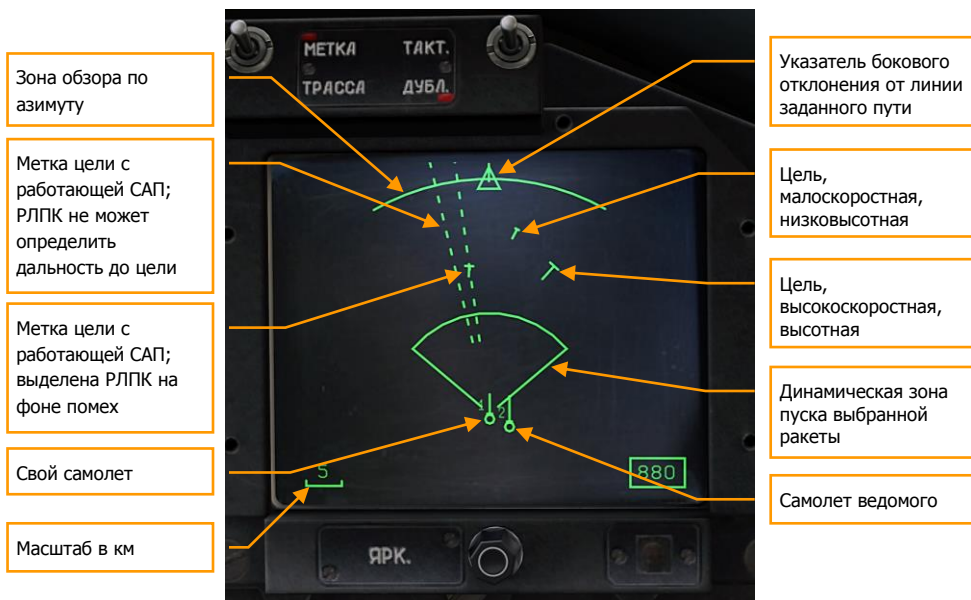 МЕТКА ТАКТ.
ТРАССА ДУБЛ.
Зона обзора по
азимуту
Метка цели с
работающей САП;
РЛПК не может
определить
дальность до цели
Метка цели с
работающей САП;
выделена РЛПК на
фоне помех
Свой самолет
Масштаб в км
Указатель бокового
отклонения от линии
заданного пути
Цель,
малоскоростная,
низковысотная
Цель,
высокоскоростная,
высотная
Динамическая зона
пуска выбранной
ракеты
Самолет ведомого
1
2
5
880
ЯРК.